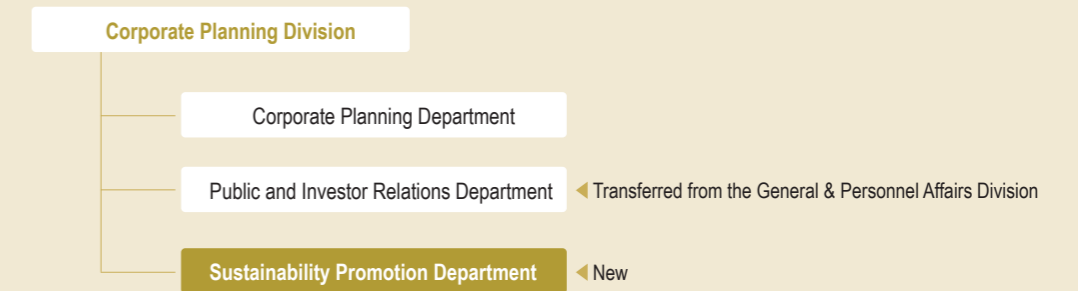 Corporate Planning Division
Corporate Planning Department
Public and Investor Relations Department
Transferred from the General & Personnel Affairs Division
Sustainability Promotion Department
New